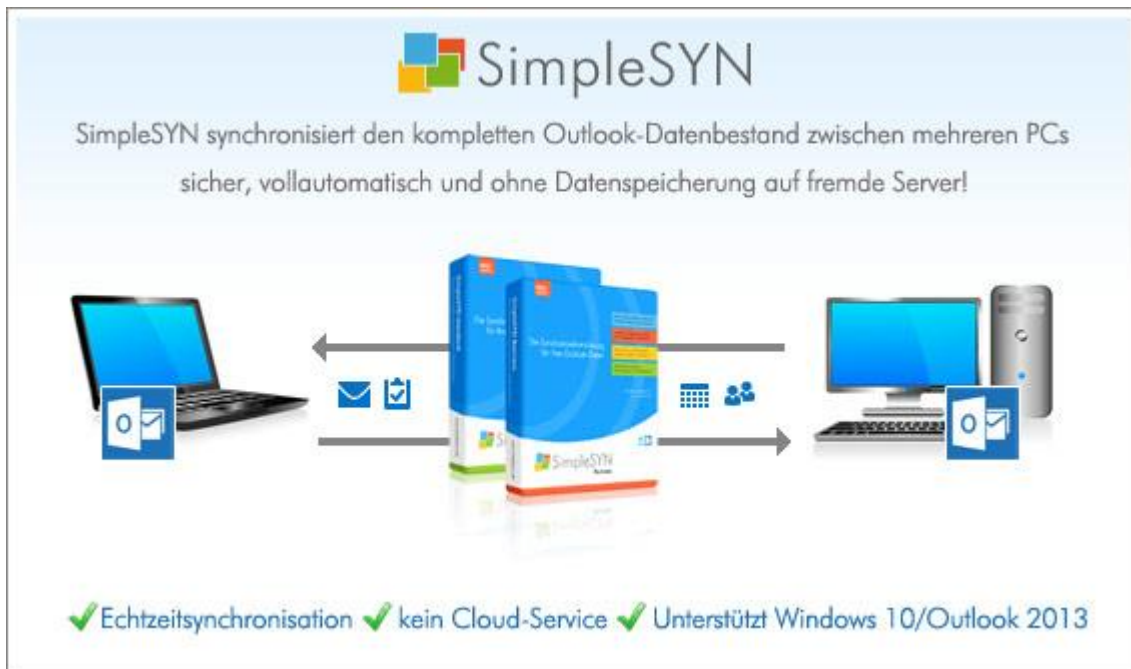 SimpleSYN
SimpleSYN synchronisiert den kompletten Outlook-Datenbestand zwischen mehreren PCs
sicher, vollautomatisch und ohne Datenspeicherung auf fremde Server!
SimpleSYN
Echtzeitsynchronisation kein Cloud-Service Unterstützt Windows 10/Outlook 2013